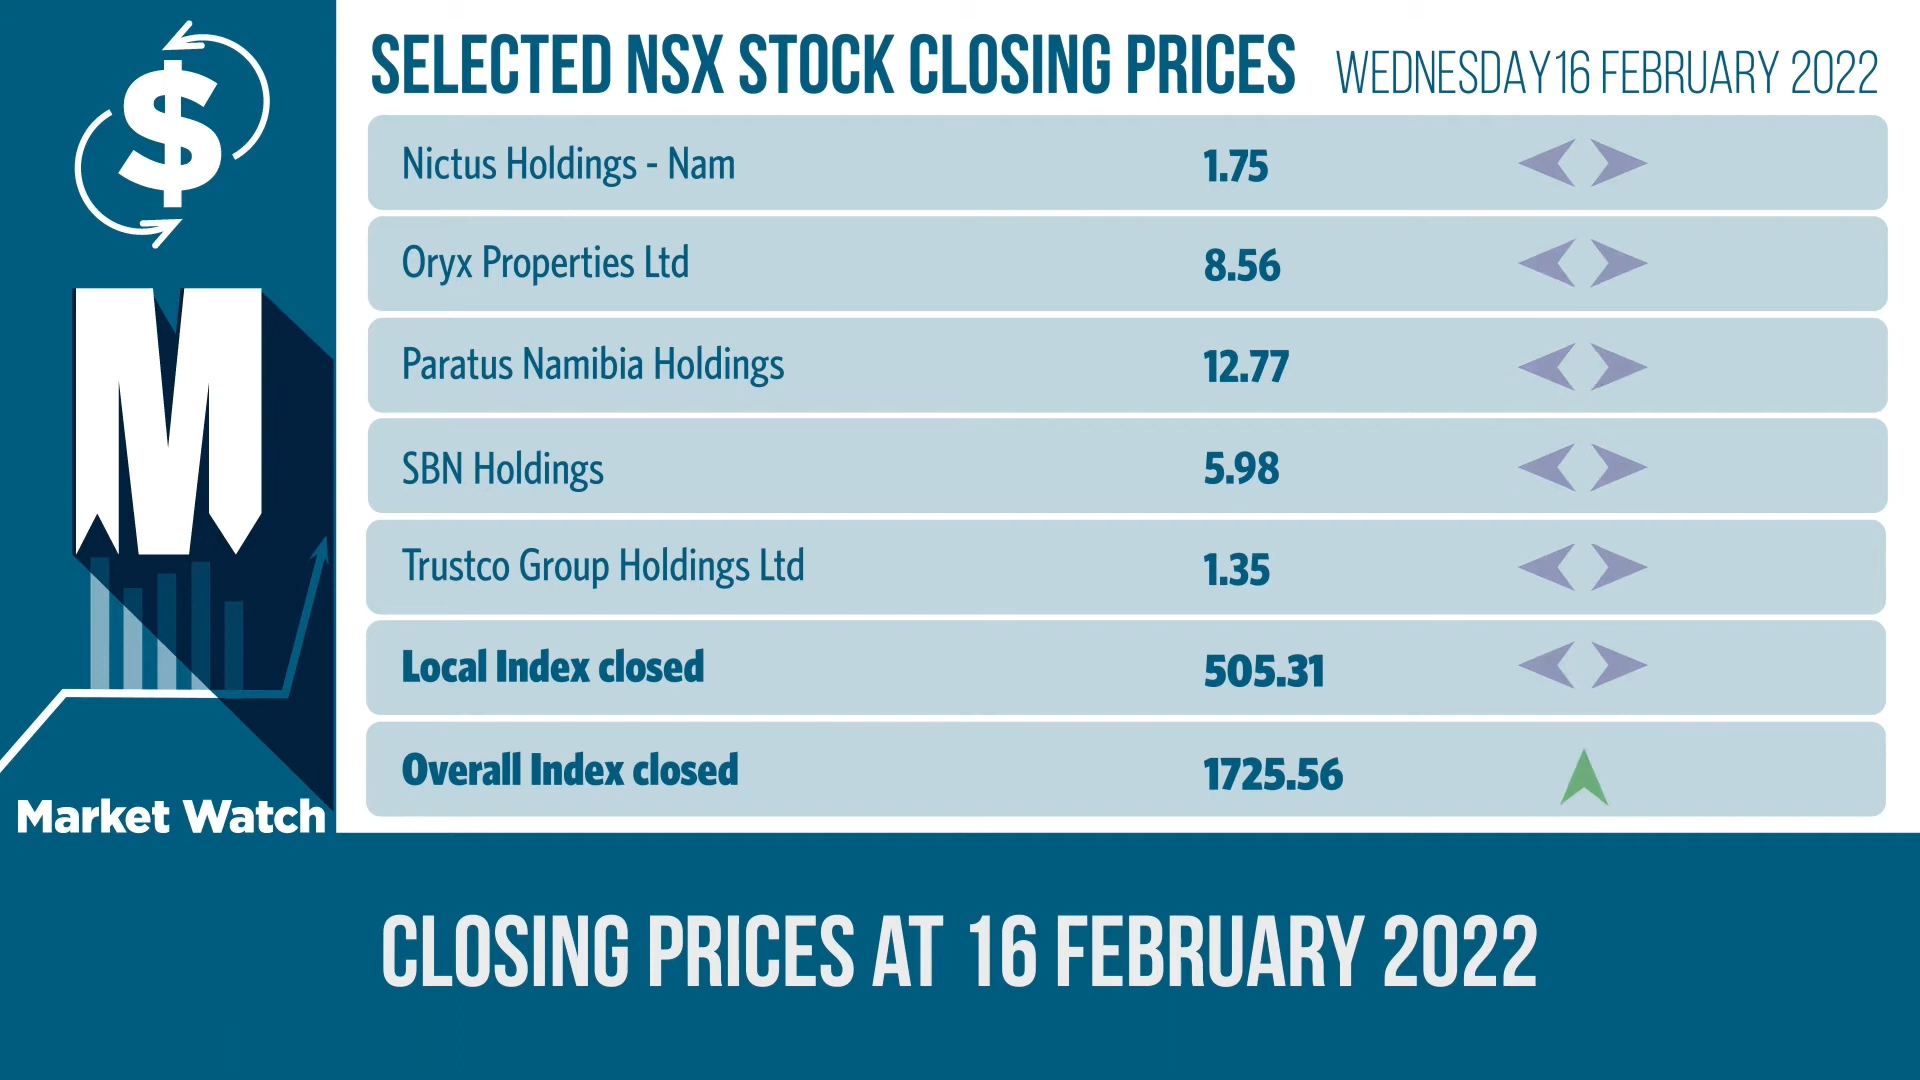 SELECTED NSX STOCK CLOSING PRICES WEDNESDAY16 FEBRUARY 2022
Nictus Holdings - Nam 1.75
Oryx Properties Ltd 8.56
Paratus Namibia Holdings 12.77
SBN Holdings 5.98
Trustco Group Holdings Ltd 1.35
Local Index closed 505.31
Overall Index closed 1725.56
$
M
Market Watch
CLOSING PRICES AT 16 FEBRUARY 2022